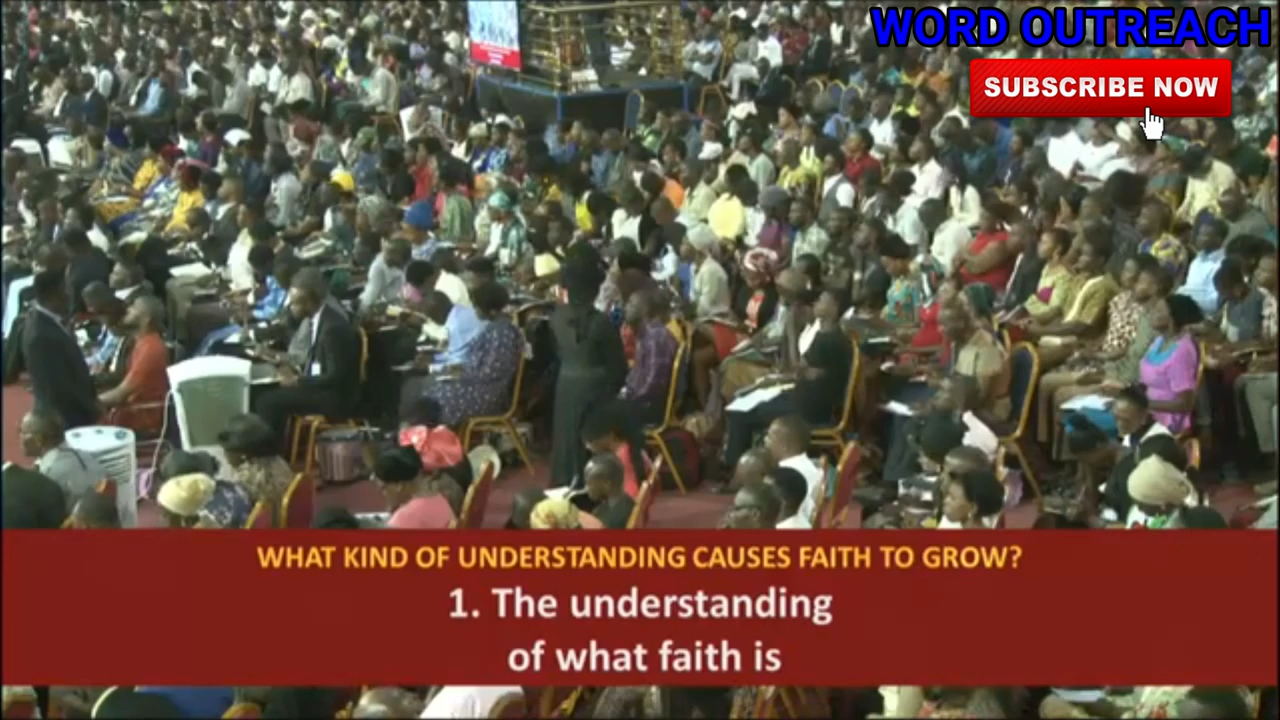 WORD OUTREACH
SUBSCRIBE NOW
WHAT KIND OF UNDERSTANDING CAUSES FAITH TO GROW?
1. The understanding
of what faith is